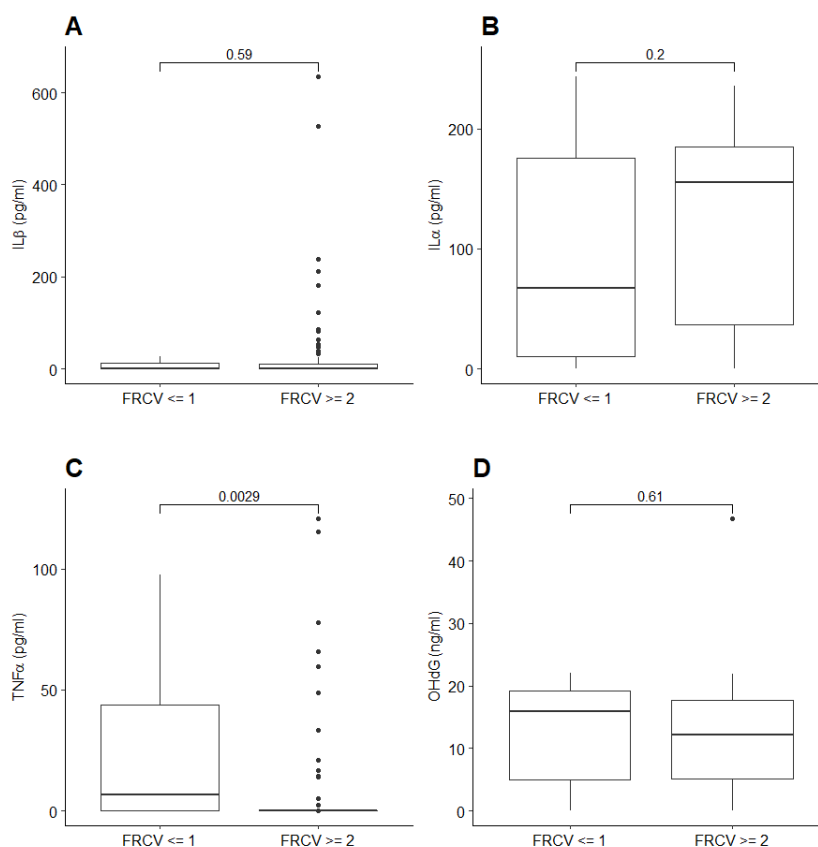 A
0.59
600
400
200
0
ILβ (pg/ml)
FRCV <= 1
FRCV >= 2
B
0.2
200
100
0
ILα (pg/ml)
FRCV <= 1
FRCV >= 2
C
0.0029
100
50
0
TNFα (pg/ml)
FRCV <= 1
FRCV >= 2
D
0.61
50
40
30
20
10
0
OHdG (ng/ml)
FRCV <= 1
FRCV >= 2